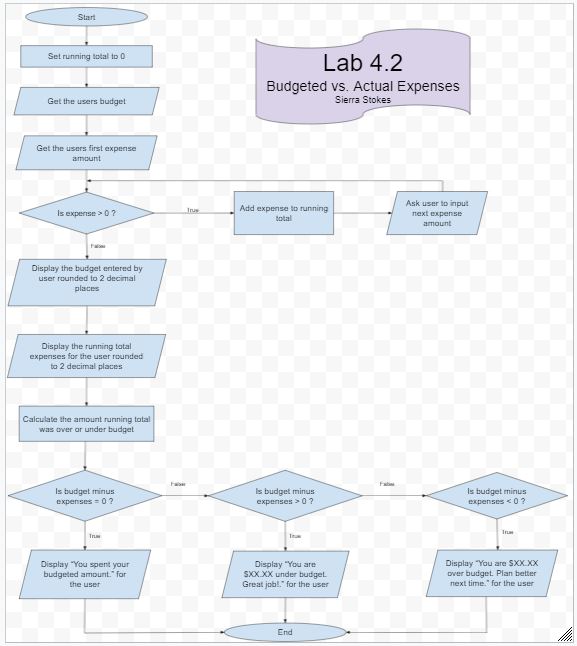 Start
Lab 4.2
Budgeted vs. Actual Expenses
Sierra Stokes
Set running total to 0
Get the users budget
Get the users first expense
amount
Is expense > 0 ?
True
Add expense to running
total
Ask user to input
next expense
amount
False
Display the budget entered by
user rounded to 2 decimal
places
Display the running total
expenses for the user rounded
to 2 decimal places
Calculate the amount running total
was over or under budget
Is budget minus
expenses = 0 ?
False
Is budget minus
expenses > 0 ?
False
Is budget minus
expenses < 0 ?
True
True
True
Display "You spent your
budgeted amount." for
the user
Display "You are
$XX.XX under budget.
Great job!." for the user
Display "You are $XX.XX
over budget. Plan better
next time." for the user
End